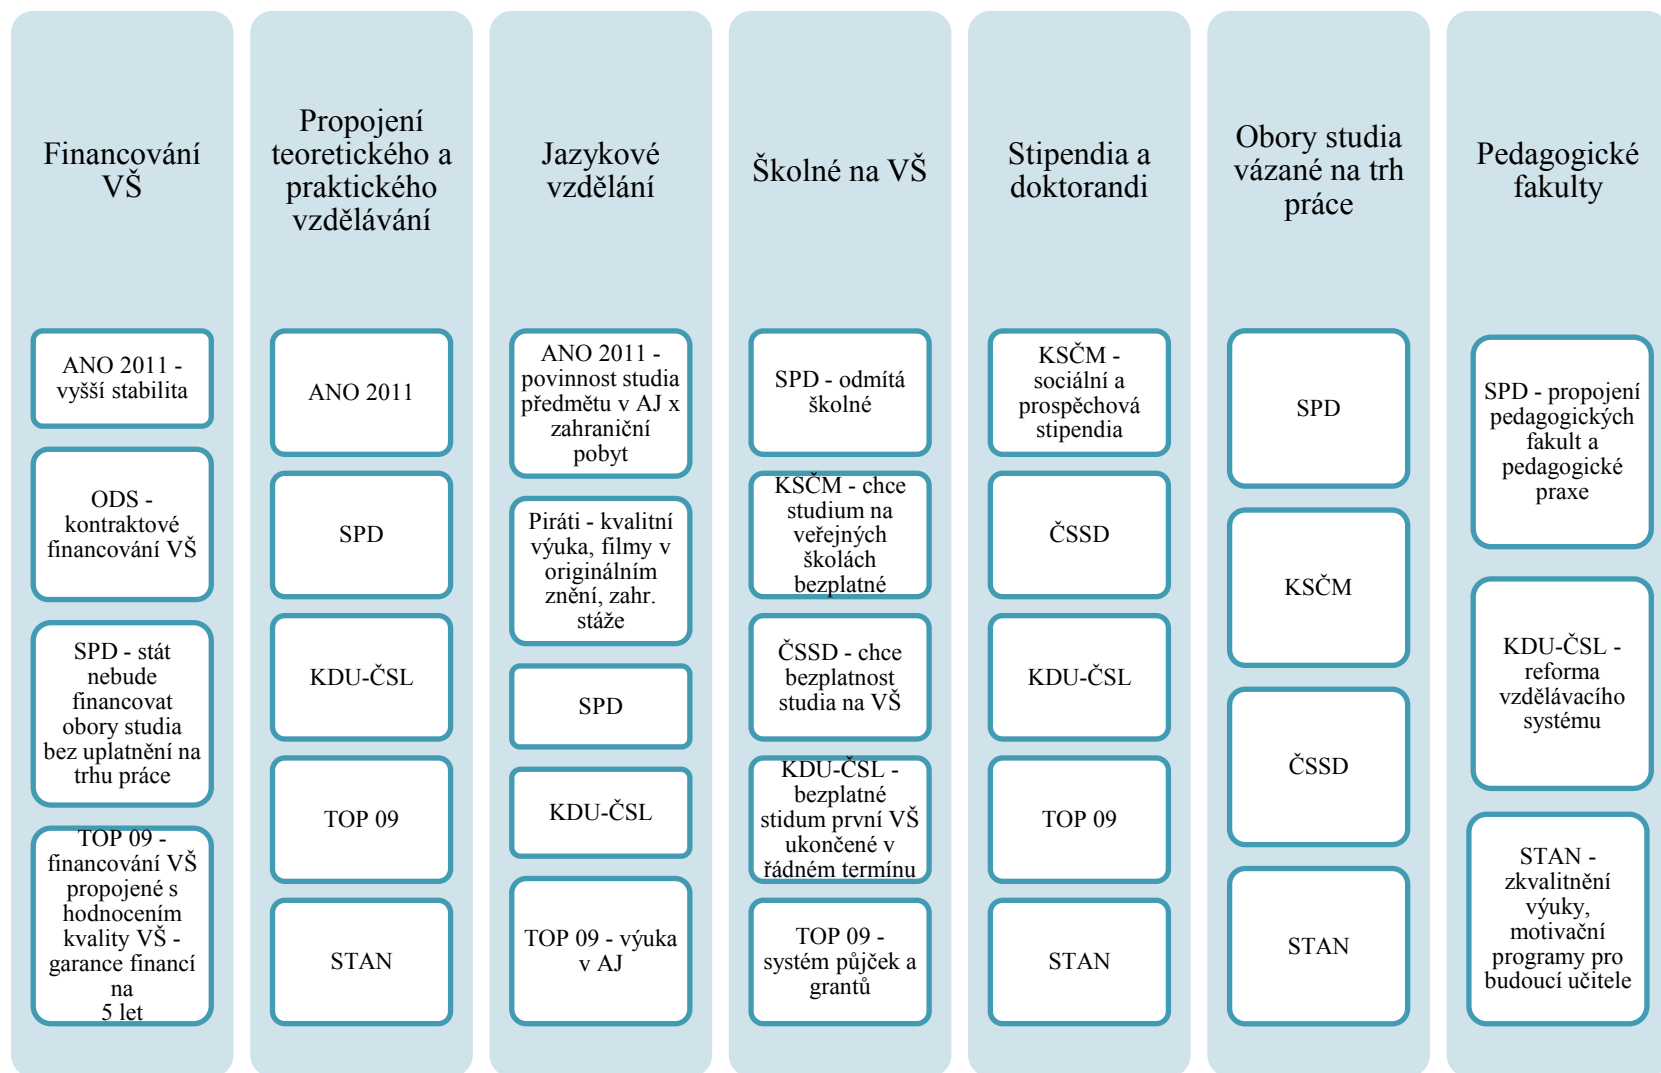 Financování
VŠ
ANO 2011 -
vyšší stabilita
ODS -
kontraktové
financování VŠ
SPD - stát
nebude
financovat
obory studia
bez uplatnění na
trhu práce
TOP 09 -
financování VŠ
propojené s
hodnocením
kvality VŠ -
garance financí
na
5 let
Propojení
teoretického a
praktického
vzdělávání
ANO 2011
SPD
KDU-ČSL
TOP 09
STAN
Jazykové
vzdělání
ANO 2011 -
povinnost studia
předmětu v AJ x
zahraniční
pobyt
Piráti - kvalitní
výuka, filmy v
originálním
znění, zahr.
stáže
SPD
KDU-ČSL
TOP 09 - výuka
v AJ
Školné na VŠ
SPD - odmítá
školné
KSČM - chce
studium na
veřejných
školách
bezplatné
ČSSD - chce
bezplatnost
studia na VŠ
KDU-ČSL -
bezplatné
stidum první VŠ
ukončené v
řádném termínu
TOP 09 -
systém půjček a
grantů
Stipendia a
doktorandi
KSČM -
sociální a
prospěchová
stipendia
ČSSD
KDU-ČSL
TOP 09
STAN
Obory studia
vázané na trh
práce
SPD
KSČM
ČSSD
STAN
Pedagogické
fakulty
SPD - propojení
pedagogických
fakult a
pedagogické
praxe
KDU-ČSL -
reforma
vzdělávacího
systému
STAN -
zkvalitnění
výuky,
motivační
programy pro
budoucí učitele